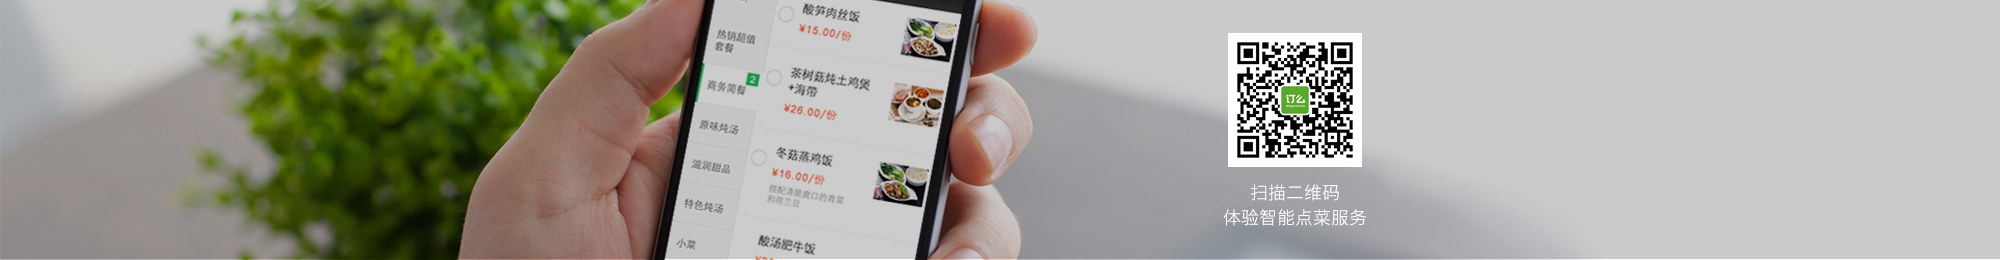 热销超值
套餐
商务简餐
2
原味炖汤
滋润甜品
特色炖汤
小菜
酸笋肉丝饭
¥15.00/份
茶树菇炖土鸡煲
+海带
¥26.00/份
冬菇蒸鸡饭
¥16.00/份
搭配清脆爽口的青菜
和荷兰豆
酸汤肥牛饭
订么
扫描二维码
体验智能点菜服务